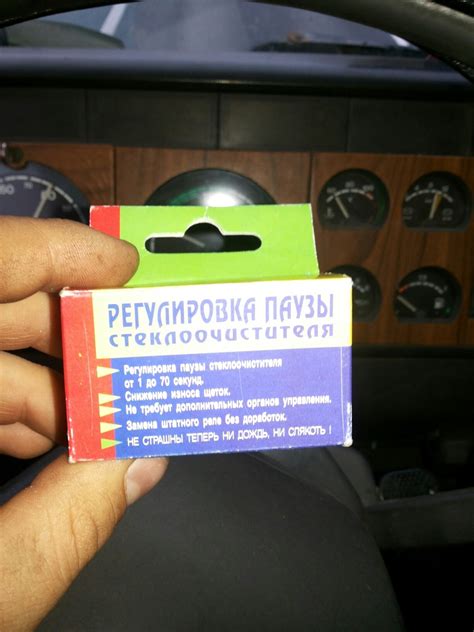 РЕГУЛИРОВКА ПАУЗЫ
стеклоочистителя
Регулировка паузы стеклоочистителя
от 1 до 70 секунд.
Снижение износа щеток.
Не требует дополнительных органов управления.
Замена штатного реле без доработок.
НЕ СТРАШНЫ ТЕПЕРЬ НИ ДОЖДЬ, НИ СЛЯКОТЬ !